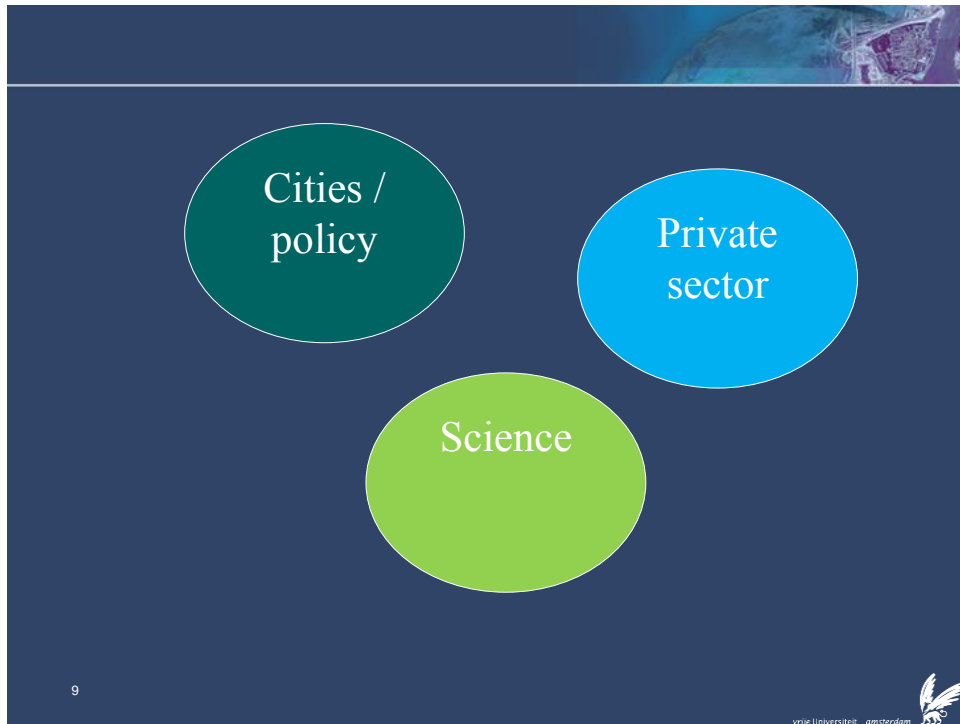 Cities /
policy
Private
sector
Science
9
vrije Universiteit amsterdam